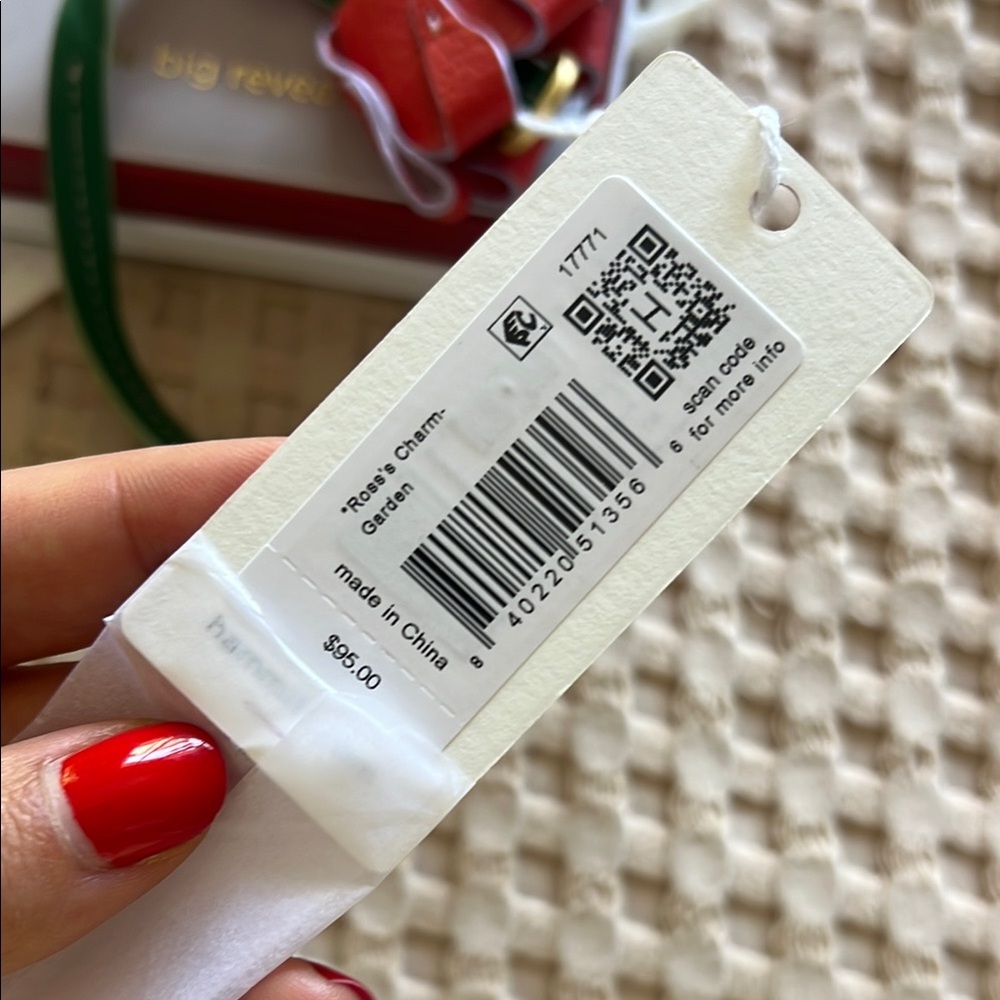 big
17771
H
scan code
for more info
"Ross's Charm-
Garden
8 40220 51356 6
made in China
$95.00